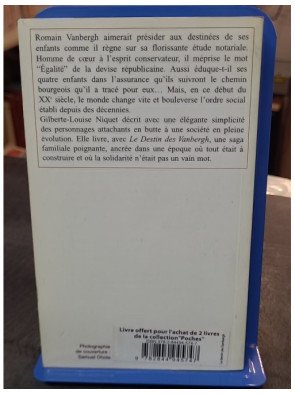 Romain Vanbergh aimerait présider aux destinées de ses
enfants comme il règne sur sa florissante étude notariale.
Homme de cœur à l'esprit conservateur, il méprise le mot
"Égalité" de la devise républicaine. Aussi éduque-t-il ses
quatre enfants dans l'assurance qu'ils suivront le chemin
bourgeois qu'il a tracé pour eux… Mais, en ce début du
XXe siècle, le monde change vite et bouleverse l'ordre social
établi depuis des décennies.
Gilberte-Louise Niquet décrit avec une élégante simplicité
des personnages attachants en butte à une société en pleine
évolution. Elle livre, avec Le Destin des Vanbergh, une saga
familiale poignante, ancrée dans une époque où tout était à
construire et où la solidarité n'était pas un vain mot.
Livre offert pour l'achat de 2 livres
de la collection "Poches"
Photographie
de couverture :
Samuel Dhote